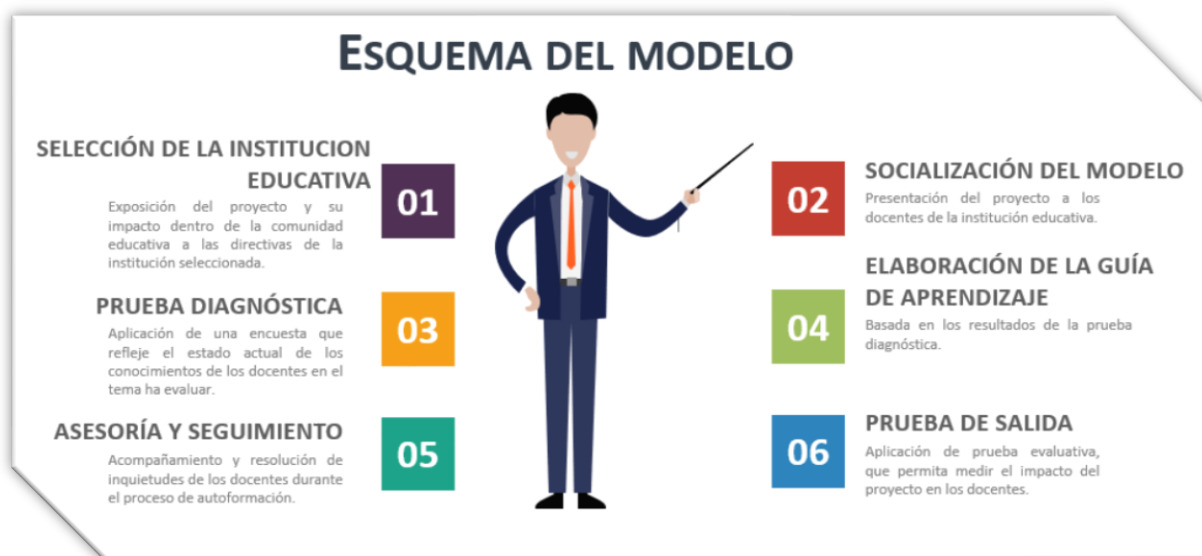 ESQUEMA DEL MODELO
SELECCIÓN DE LA INSTITUCION
EDUCATIVA
01
Exposición del proyecto y su
impacto dentro de la comunidad
educativa a las directivas de la
institución seleccionada.
02
SOCIALIZACIÓN DEL MODELO
Presentación del proyecto a los
docentes de la institución educativa.
PRUEBA DIAGNÓSTICA
03
Aplicación de una encuesta que
refleje el estado actual de los
conocimientos de los docentes en el
tema ha evaluar.
ELABORACIÓN DE LA GUÍA
DE APRENDIZAJE
04
Basada en los resultados de la prueba
diagnóstica.
ASESORÍA Y SEGUIMIENTO
05
Acompañamiento y resolución de
inquietudes de los docentes durante
el proceso de autoformación.
06
PRUEBA DE SALIDA
Aplicación de prueba evaluativa,
que permita medir el impacto del
proyecto en los docentes.